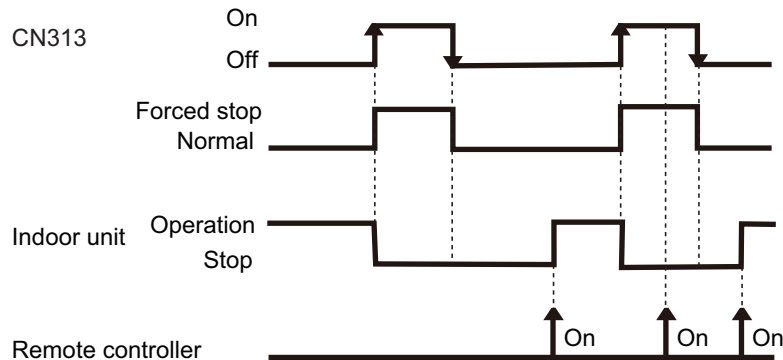 On
CN313
Off
Forced stop
Normal
Operation
Indoor unit
Stop
On
On
On
Remote controller